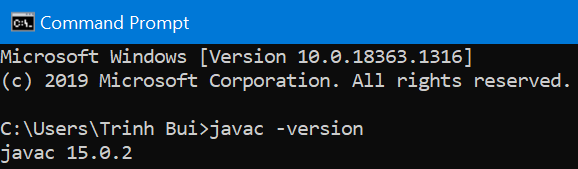 Command Prompt
Microsoft Windows [Version 10.0.18363.1316]
(c) 2019 Microsoft Corporation. All rights reserved.
C:\Users\Trinh Bui>javac -version
javac 15.0.2